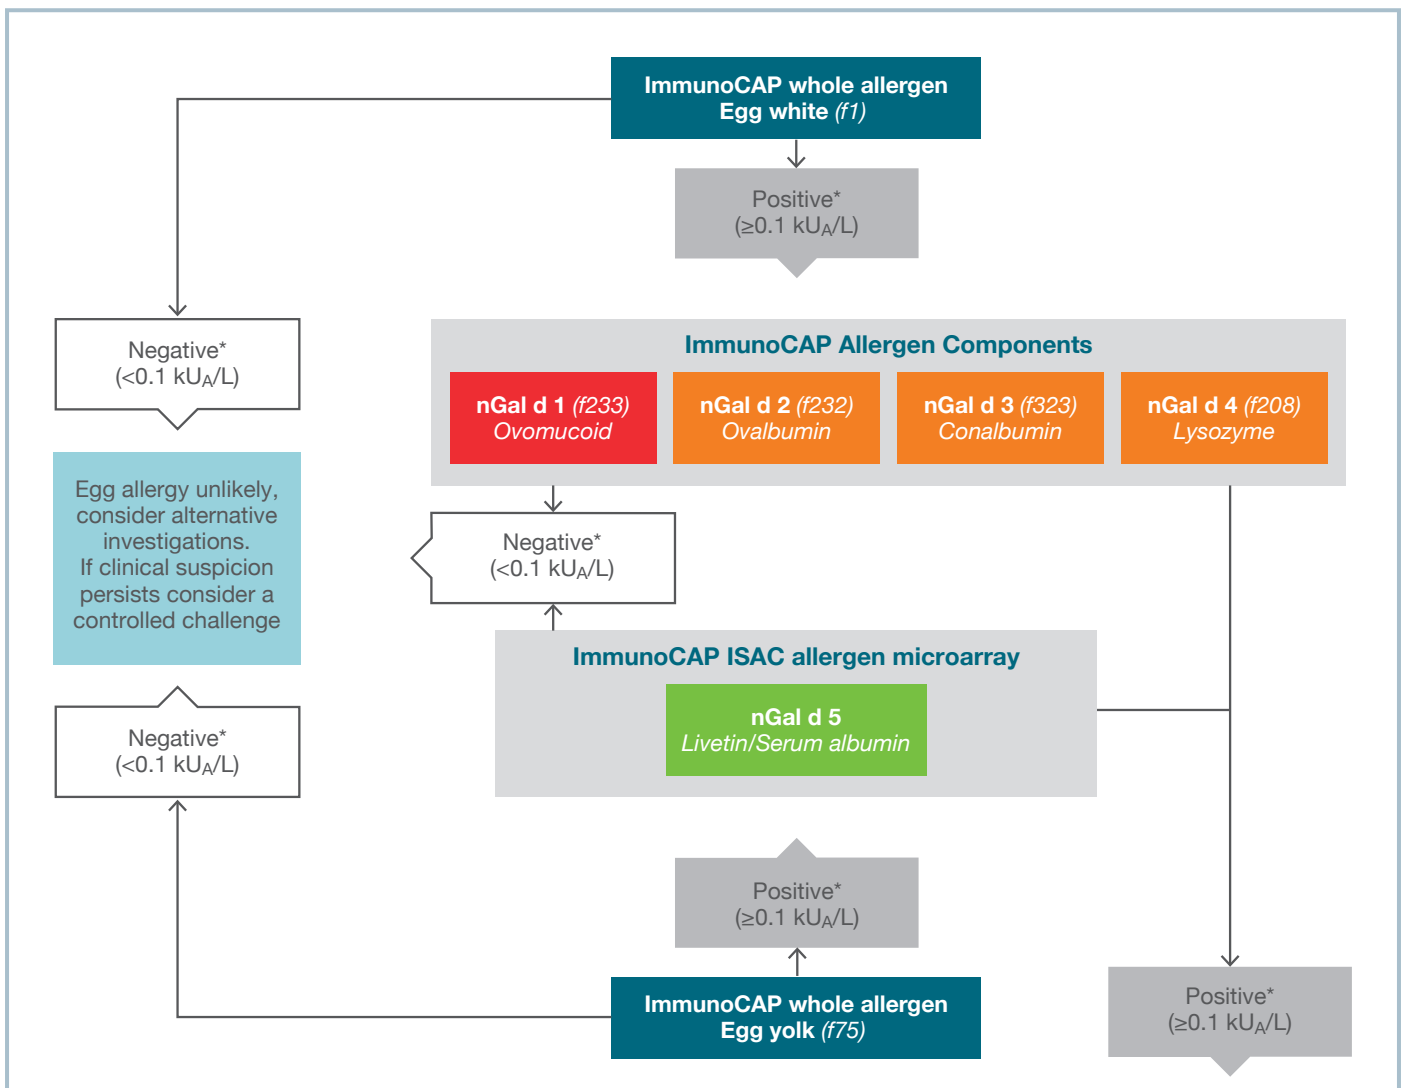 ImmunoCAP whole allergen
Egg white (f1)
Positive*
(≥0.1 kUA/L)
Negative*
(<0.1 kUA/L)
ImmunoCAP Allergen Components
nGal d 1 (f233)
Ovomucoid
nGal d 2 (f232)
Ovalbumin
nGal d 3 (f323)
Conalbumin
nGal d 4 (f208)
Lysozyme
Egg allergy unlikely,
consider alternative
investigations.
If clinical suspicion
persists consider a
controlled challenge
Negative*
(<0.1 kUA/L)
ImmunoCAP ISAC allergen microarray
nGal d 5
Livetin/Serum albumin
Negative*
(<0.1 kUA/L)
Positive*
(≥0.1 kUA/L)
ImmunoCAP whole allergen
Egg yolk (f75)
Positive*
(≥0.1 kUA/L)